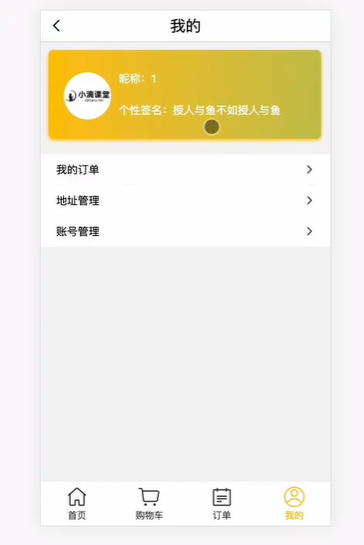 我的
昵称：1
小滴课堂
个性签名：授人与鱼不如授人与鱼
我的订单
地址管理
账号管理
首页
购物车
订单
我的